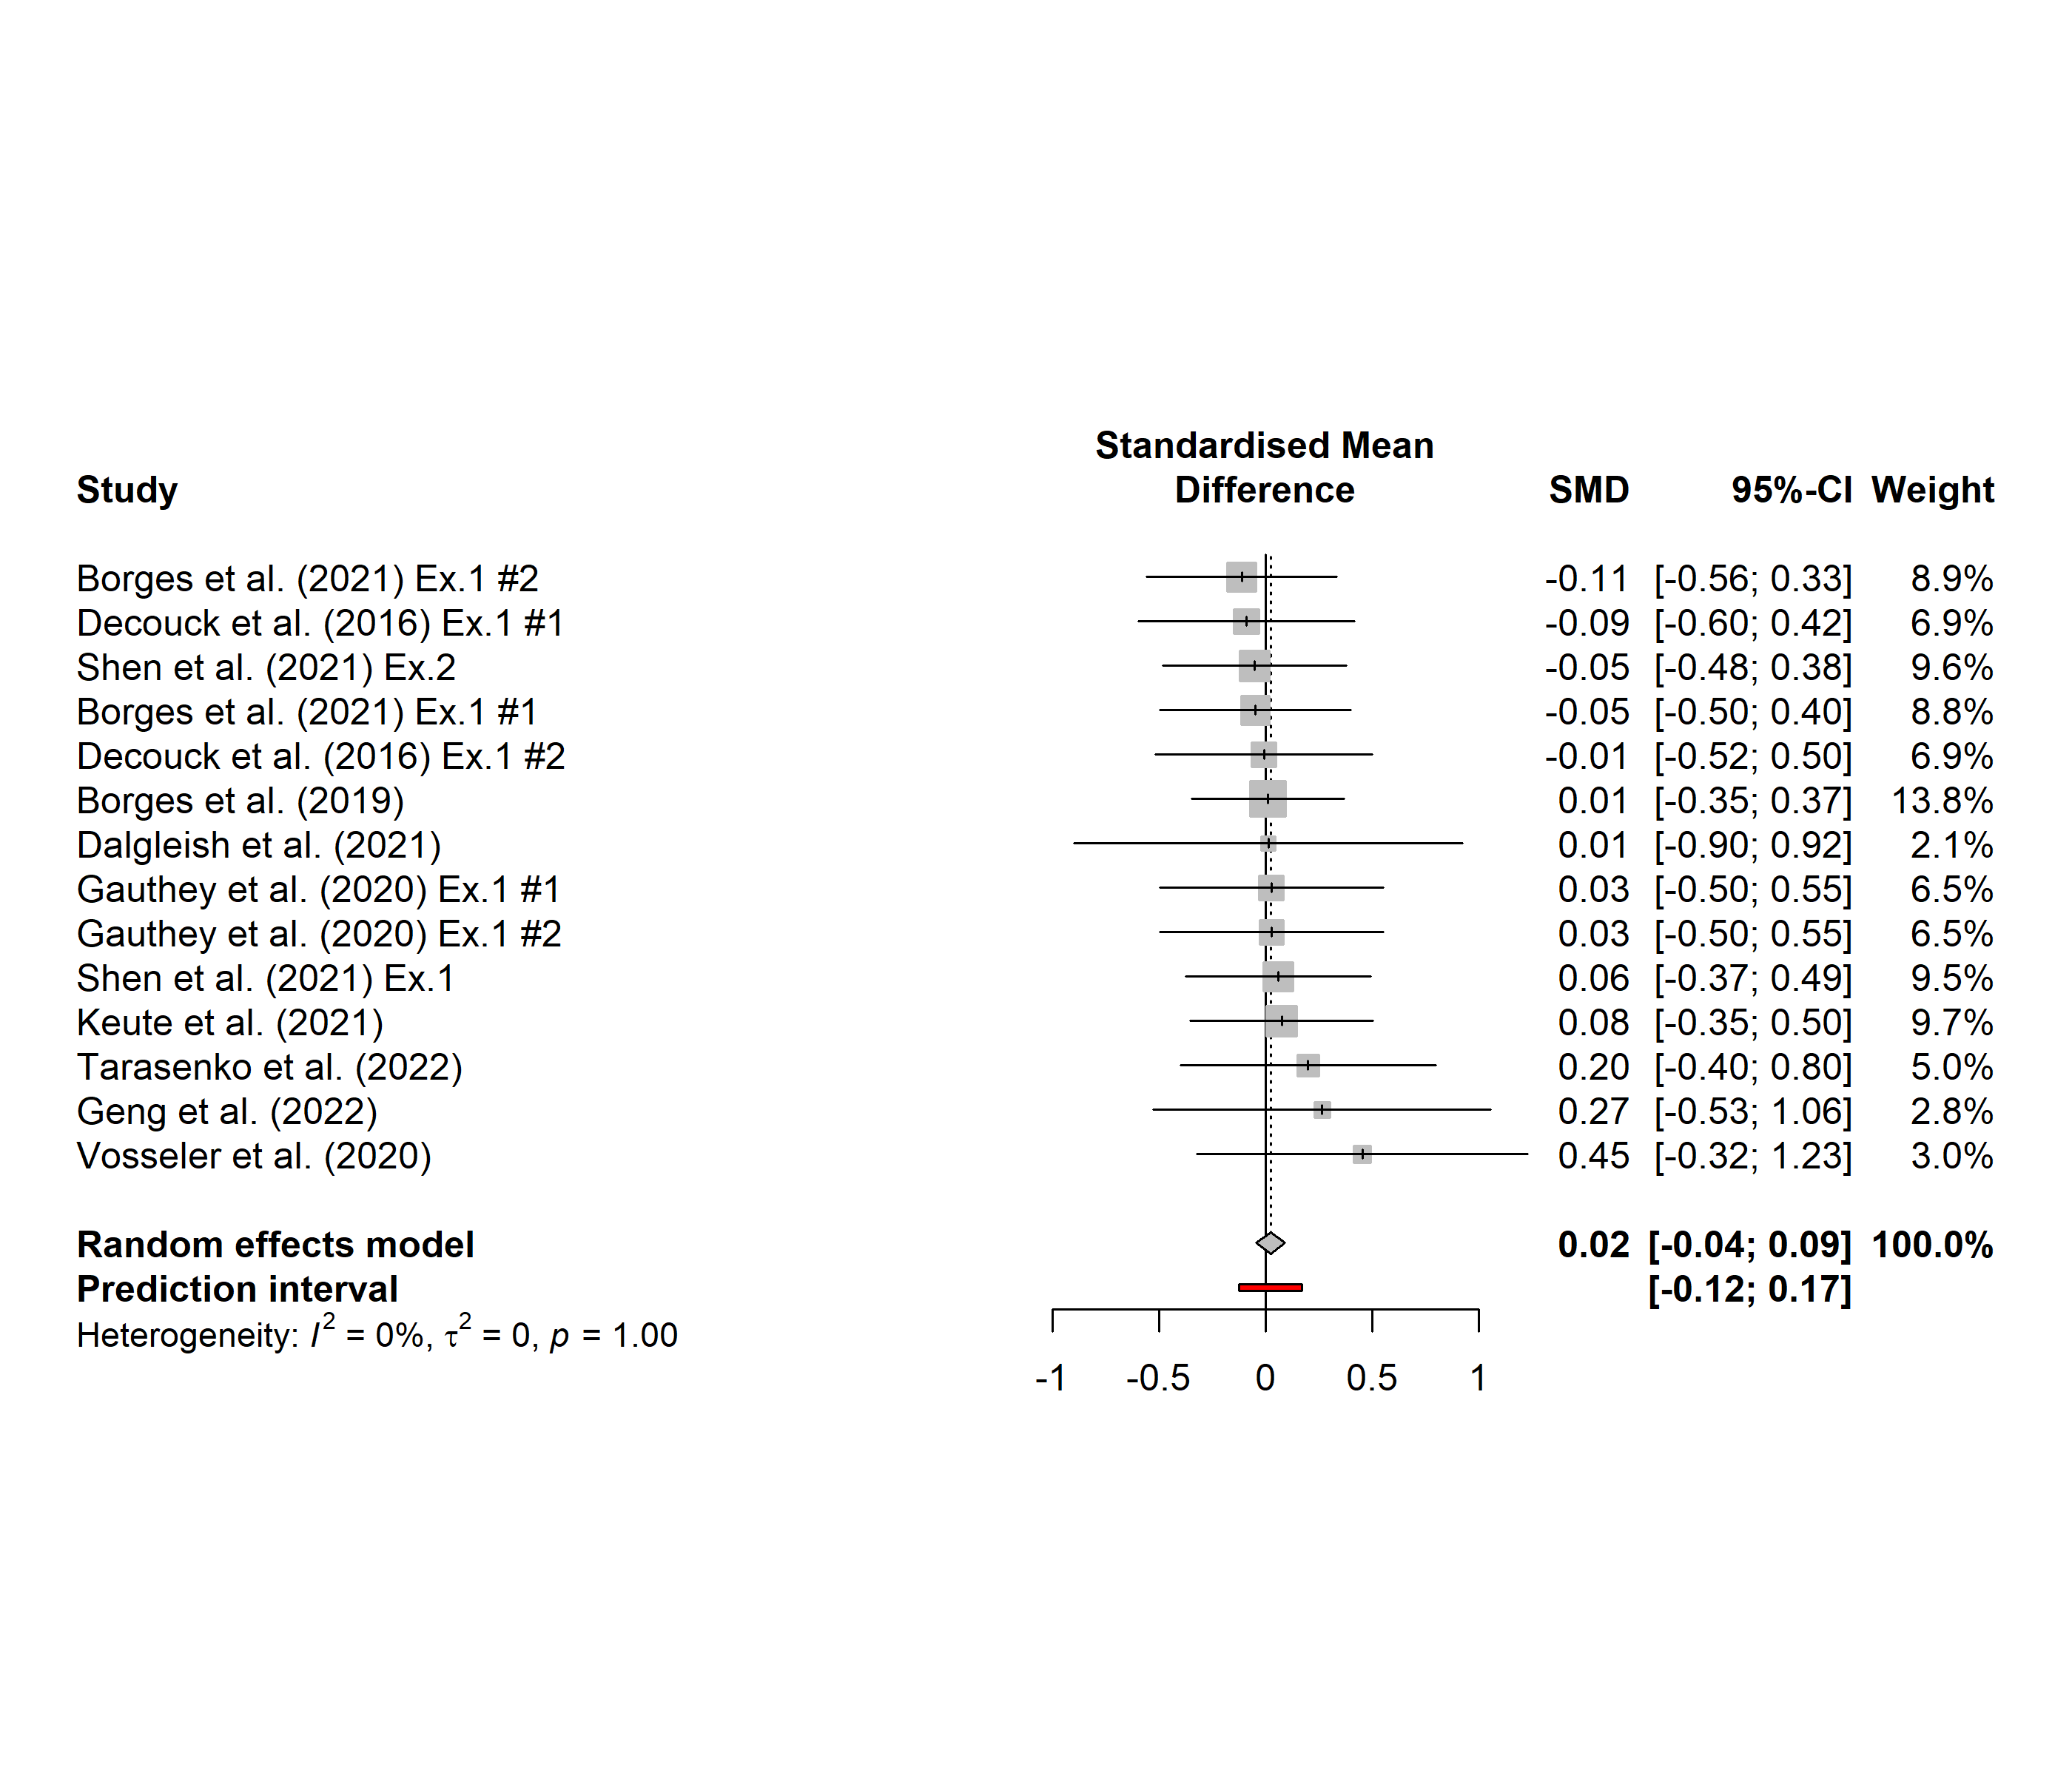 Standardised Mean
Study Difference SMD 95%-CI Weight
Borges et al. (2021) Ex.1 #2 -0.11 [-0.56; 0.33] 8.9%
Decouck et al. (2016) Ex.1 #1 -0.09 [-0.60; 0.42] 6.9%
Shen et al. (2021) Ex.2 -0.05 [-0.48; 0.38] 9.6%
Borges et al. (2021) Ex.1 #1 -0.05 [-0.50; 0.40] 8.8%
Decouck et al. (2016) Ex.1 #2 -0.01 [-0.52; 0.50] 6.9%
Borges et al. (2019) 0.01 [-0.35; 0.37] 13.8%
Dalgleish et al. (2021) 0.01 [-0.90; 0.92] 2.1%
Gauthey et al. (2020) Ex.1 #1 0.03 [-0.50; 0.55] 6.5%
Gauthey et al. (2020) Ex.1 #2 0.03 [-0.50; 0.55] 6.5%
Shen et al. (2021) Ex.1 0.06 [-0.37; 0.49] 9.5%
Keute et al. (2021) 0.08 [-0.35; 0.50] 9.7%
Tarasenko et al. (2022) 0.20 [-0.40; 0.80] 5.0%
Geng et al. (2022) 0.27 [-0.53; 1.06] 2.8%
Vosseler et al. (2020) 0.45 [-0.32; 1.23] 3.0%
Random effects model 0.02 [-0.04; 0.09] 100.0%
Prediction interval [-0.12; 0.17]
Heterogeneity: I² = 0%, τ² = 0, p = 1.00
-1 -0.5 0 0.5 1